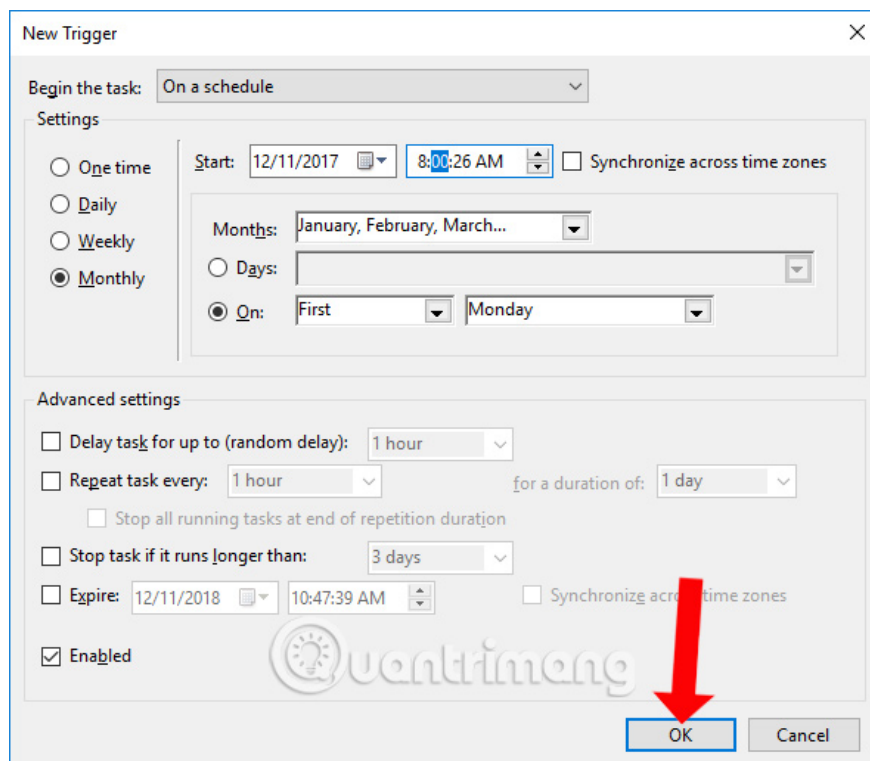 New Trigger
Begin the task: On a schedule
Settings
One time
Daily
Weekly
Monthly
Start: 12/11/2017 8:00:26 AM Synchronize across time zones
Months: January, February, March...
Days:
On: First Monday
Advanced settings
Delay task for up to (random delay): 1 hour
Repeat task every: 1 hour for a duration of: 1 day
Stop all running tasks at end of repetition duration
Stop task if it runs longer than: 3 days
Expire: 12/11/2018 10:47:39 AM Synchronize across time zones
Enabled
Quantrimang
OK Cancel